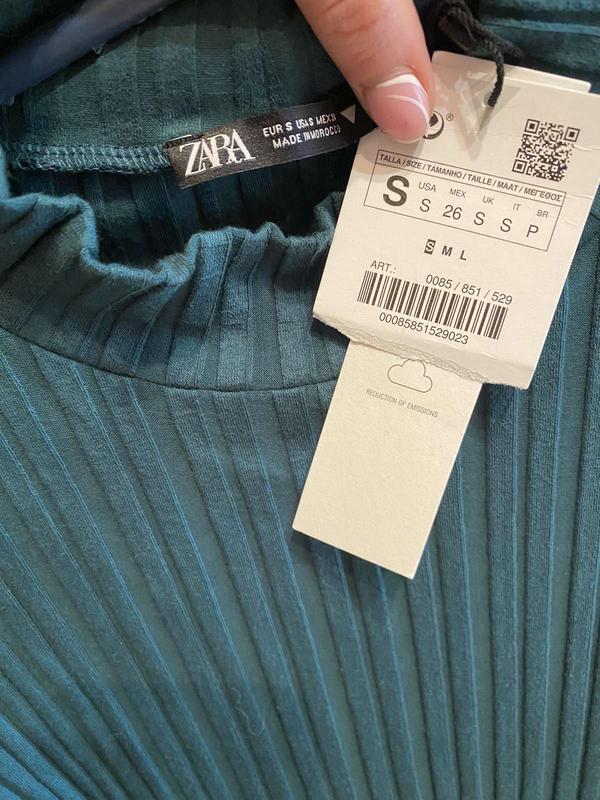 ZARA
EUR S USA S MEX 26
MADE IN MOROCCO
®
TALLA / SIZE / TAMANHO / TAILLE / MAAT / ΜΕΓΕΘΟΣ
USA MEX UK IT BR
S S 26 S S P
S M L
ART.: 0085 / 851 / 529
00085851529023
REDUCTION OF EMISSIONS